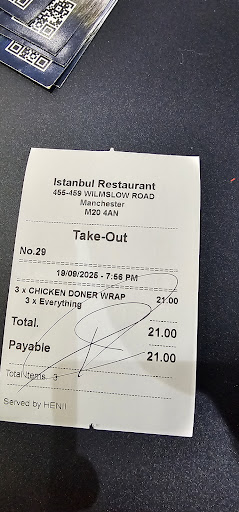 Istanbul Restaurant
455-459 WILMSLOW ROAD
Manchester
M20 4AN
Take-Out
No.29
19/09/2025 - 7:56 PM
3 x CHICKEN DONER WRAP 21.00
3 x Everything
Total. 21.00
Payable 21.00
Total Items 3
Served by HENII